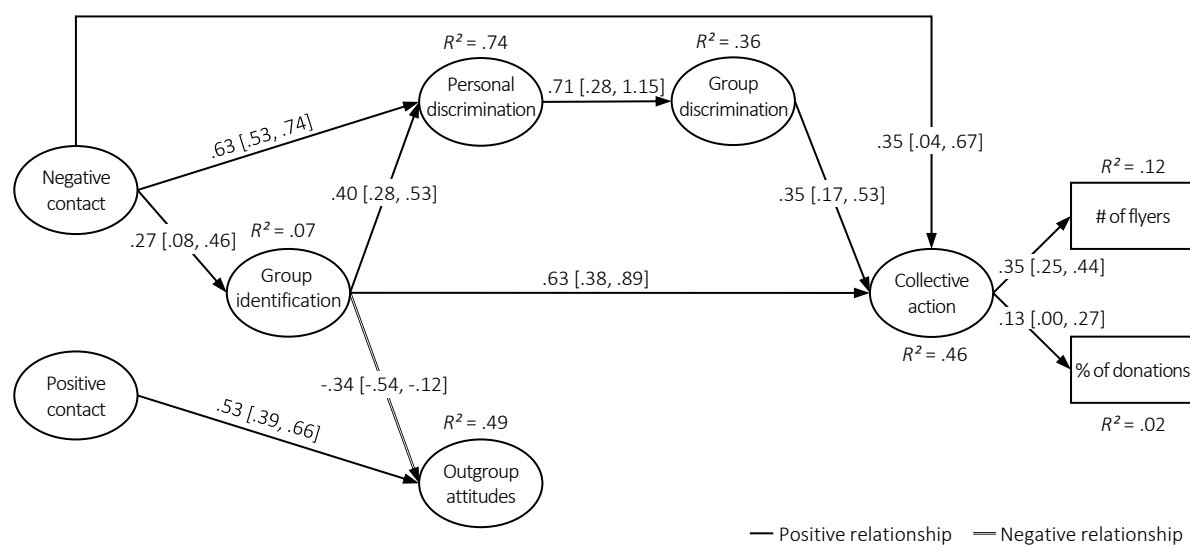 R² = .74
R² = .36
Personal
discrimination
.71 [.28, 1.15]
Group
discrimination
.63 [.53, .74]
.35 [.04, .67]
R² = .12
Negative
contact
.40 [.28, .53]
.35 [.17, .53]
# of flyers
.27 [.08, .46]
R² = .07
Group
identification
.63 [.38, .89]
Collective
action
.35 [.25, .44]
.13 [.00, .27]
R² = .46
% of donations
R² = .02
Positive
contact
-.34 [-.54, -.12]
.53 [.39, .66]
R² = .49
Outgroup
attitudes
Positive relationship
Negative relationship